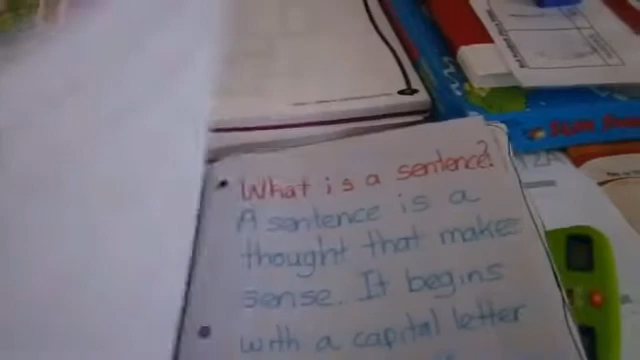 What is a sentence?
A sentence is a
thought that makes
sense. It begins
with a capital letter